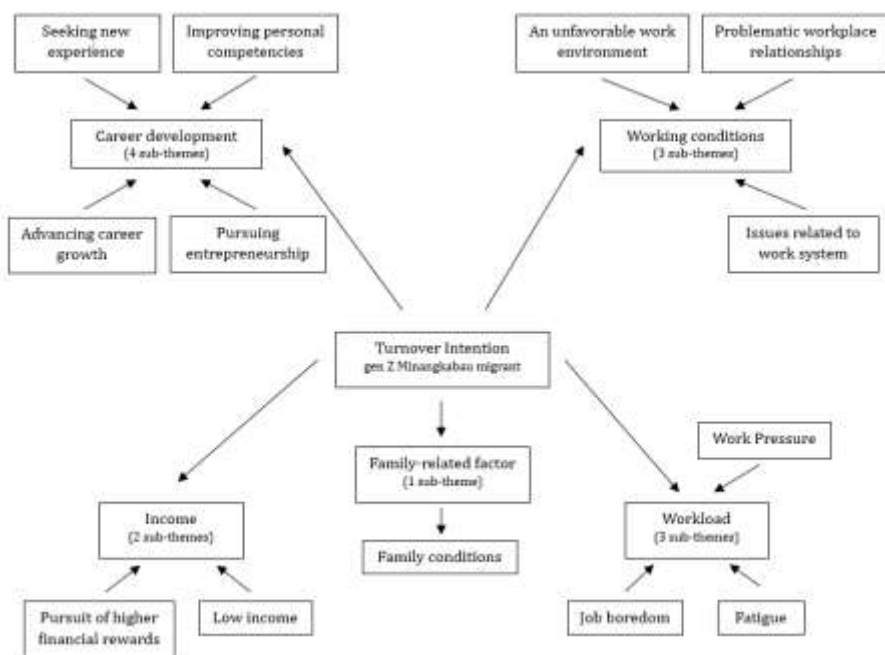 Seeking new
experience
Improving personal
competencies
An unfavorable work
environment
Problematic workplace
relationships
Career development
(4 sub-themes)
Working conditions
(3 sub-themes)
Advancing career
growth
Pursuing
entrepreneurship
Issues related to
work system
Turnover Intention
gen Z Minangkabau migrant
Work Pressure
Family-related factor
(1 sub-theme)
Income
(2 sub-themes)
Workload
(3 sub-themes)
Family conditions
Pursuit of higher
financial rewards
Low income
Job boredom
Fatigue